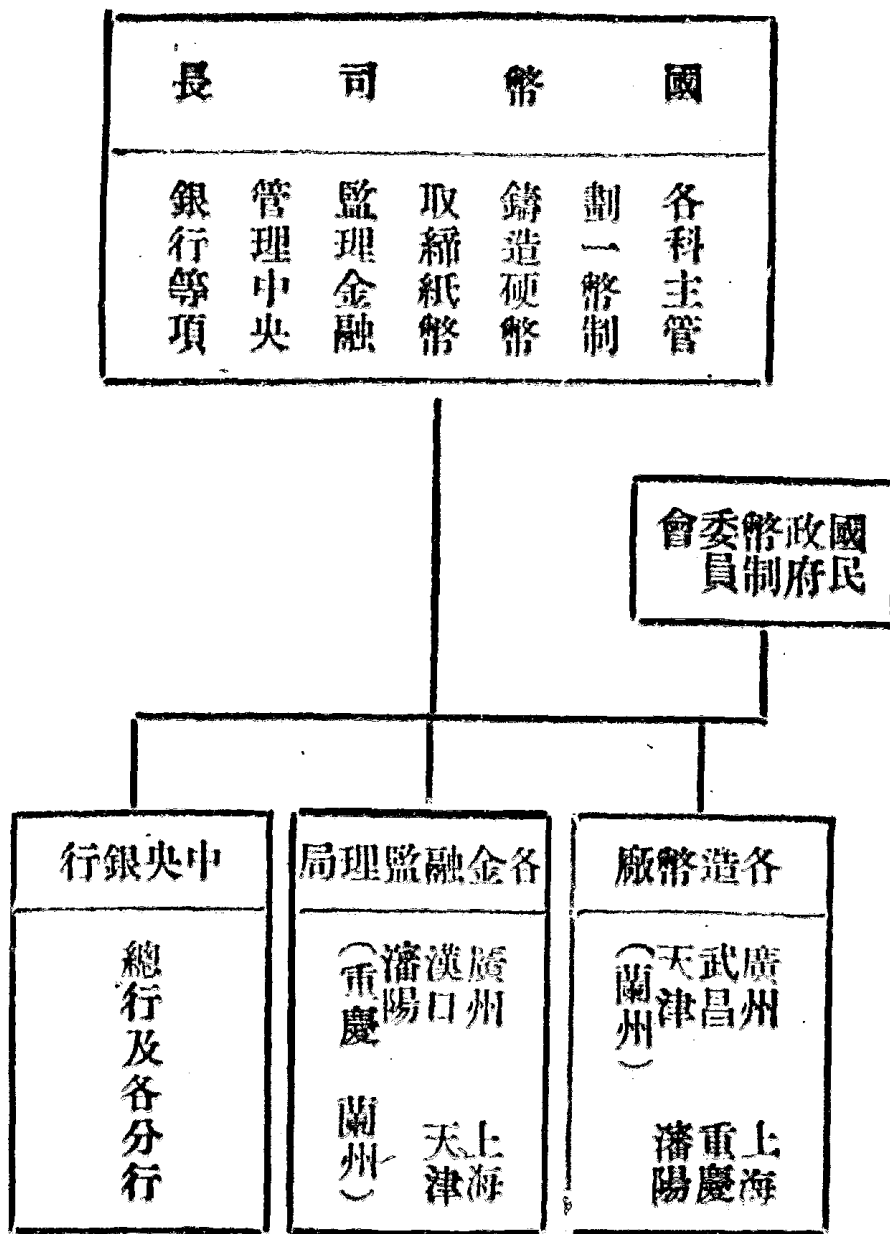 國幣司長
各科主管
劃一幣制
鑄造硬幣
取締紙幣
監理金融
管理中央
銀行等項
國民
政府
幣制
委員
會
各造幣廠
廣州 上海
武昌 重慶
天津 瀋陽
(蘭州)
各金融監理局
廣州 上海
漢口 天津
瀋陽
(重慶 蘭州)
中央銀行
總行及各分行